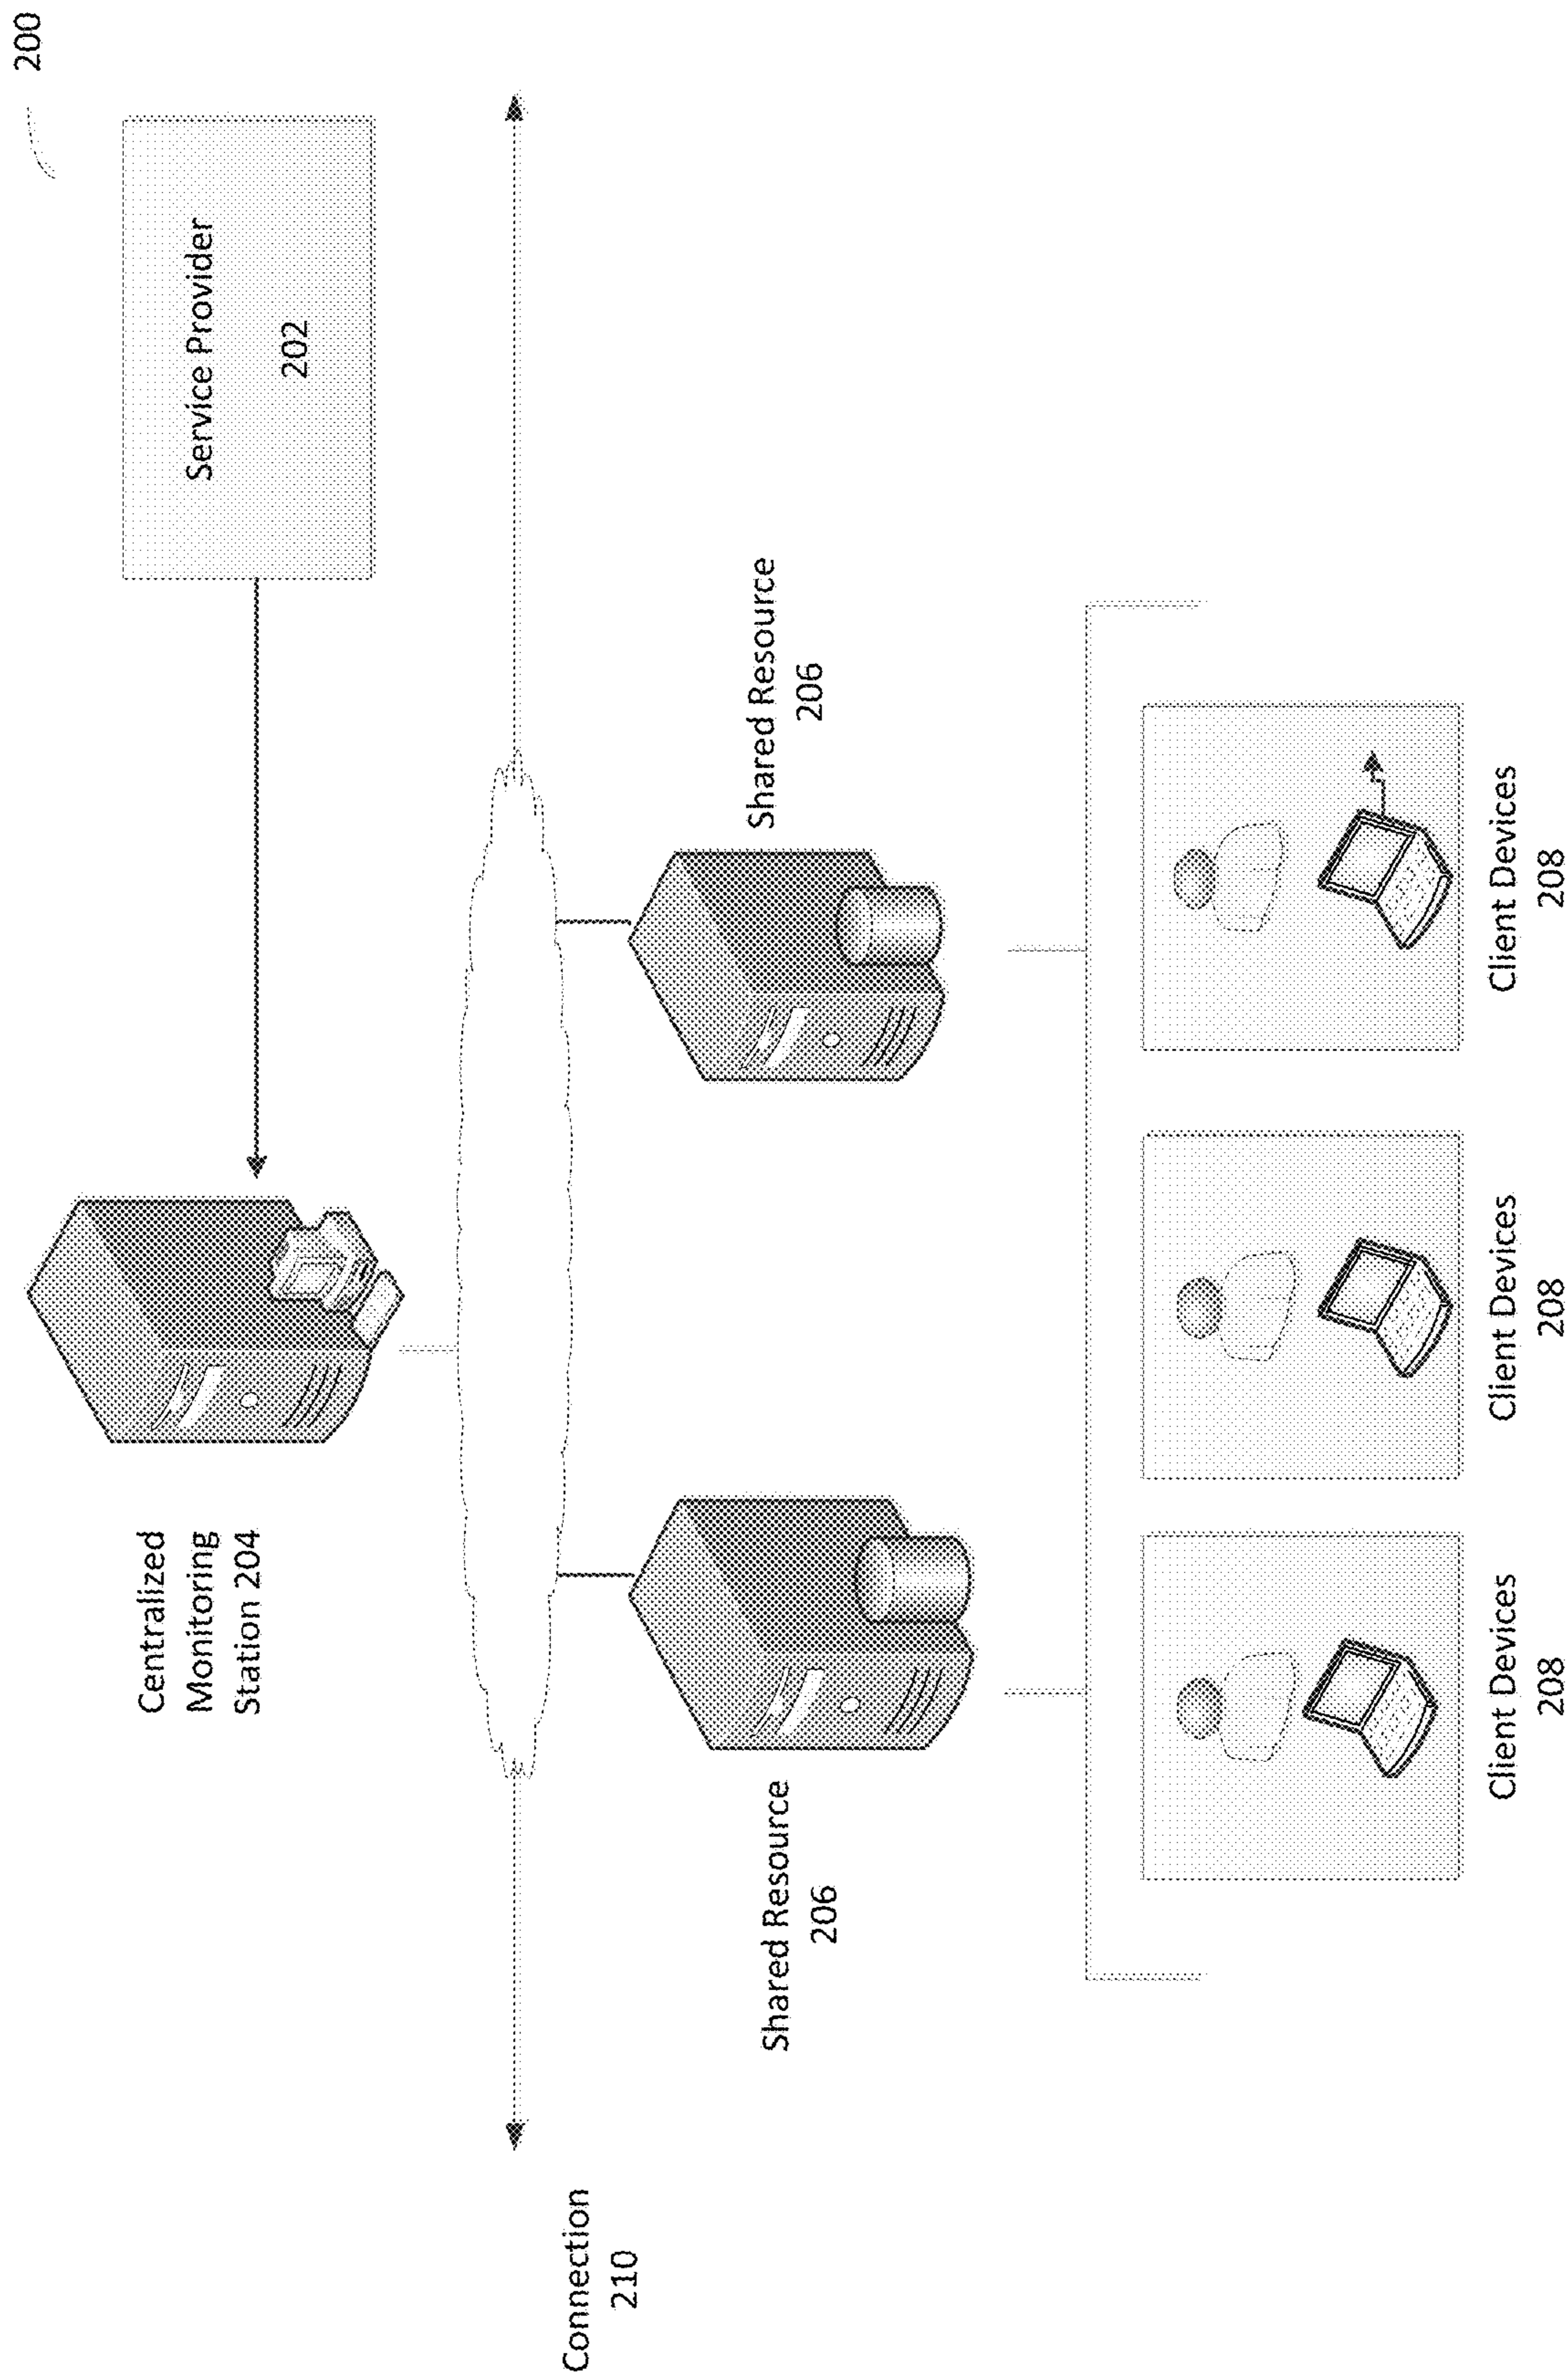 200
Service Provider
202
Centralized
Monitoring
Station 204
Connection
210
Shared Resource
206
Shared Resource
206
Client Devices
208
Client Devices
208
Client Devices
208